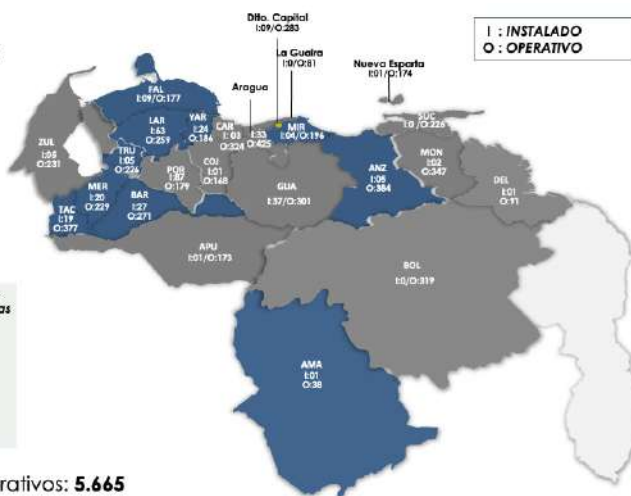 Dtto. Capital
I:09/O:283
La Guaira
I:0/O:81
Nueva Esparta
I:01/O:174
I : INSTALADO
O : OPERATIVO
Aragua
FAL
I:09/O:177
LAR
I:63
O:259
YAR
I:24
O:186
CAR
I: 03
O:324
I:33
O:425
MIR
I:04/O:196
SUC
I:0 /O:226
ZUL
I:05
O:231
TRU
I:05
O:226
POR
I:87
O:179
COJ
I:01
O:168
MON
I:02
O:347
ANZ
I:05
O:384
DEL
I:01
O:91
MER
I:20
O:229
BAR
I:27
O:271
GUA
I:37/O:301
TAC
I:19
O:377
APU
I:01/O:173
BOL
I:0/O:319
as
AMA
I:01
O:38
rativos: 5.665